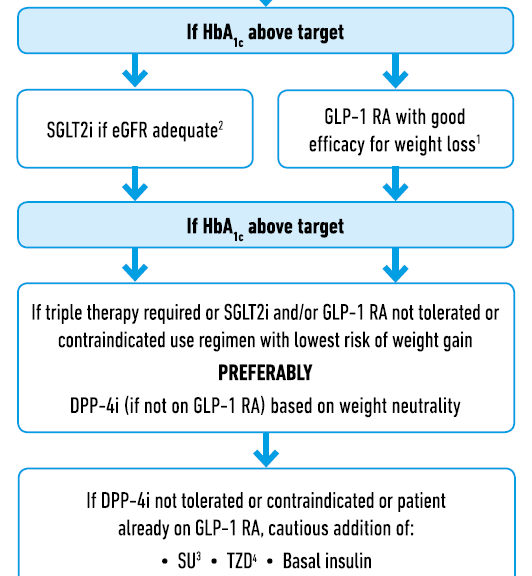 If HbA1c above target
SGLT2i if eGFR adequate²
GLP-1 RA with good
efficacy for weight loss¹
If HbA1c above target
If triple therapy required or SGLT2i and/or GLP-1 RA not tolerated or
contraindicated use regimen with lowest risk of weight gain
PREFERABLY
DPP-4i (if not on GLP-1 RA) based on weight neutrality
If DPP-4i not tolerated or contraindicated or patient
already on GLP-1 RA, cautious addition of:
• SU³ • TZD⁴ • Basal insulin